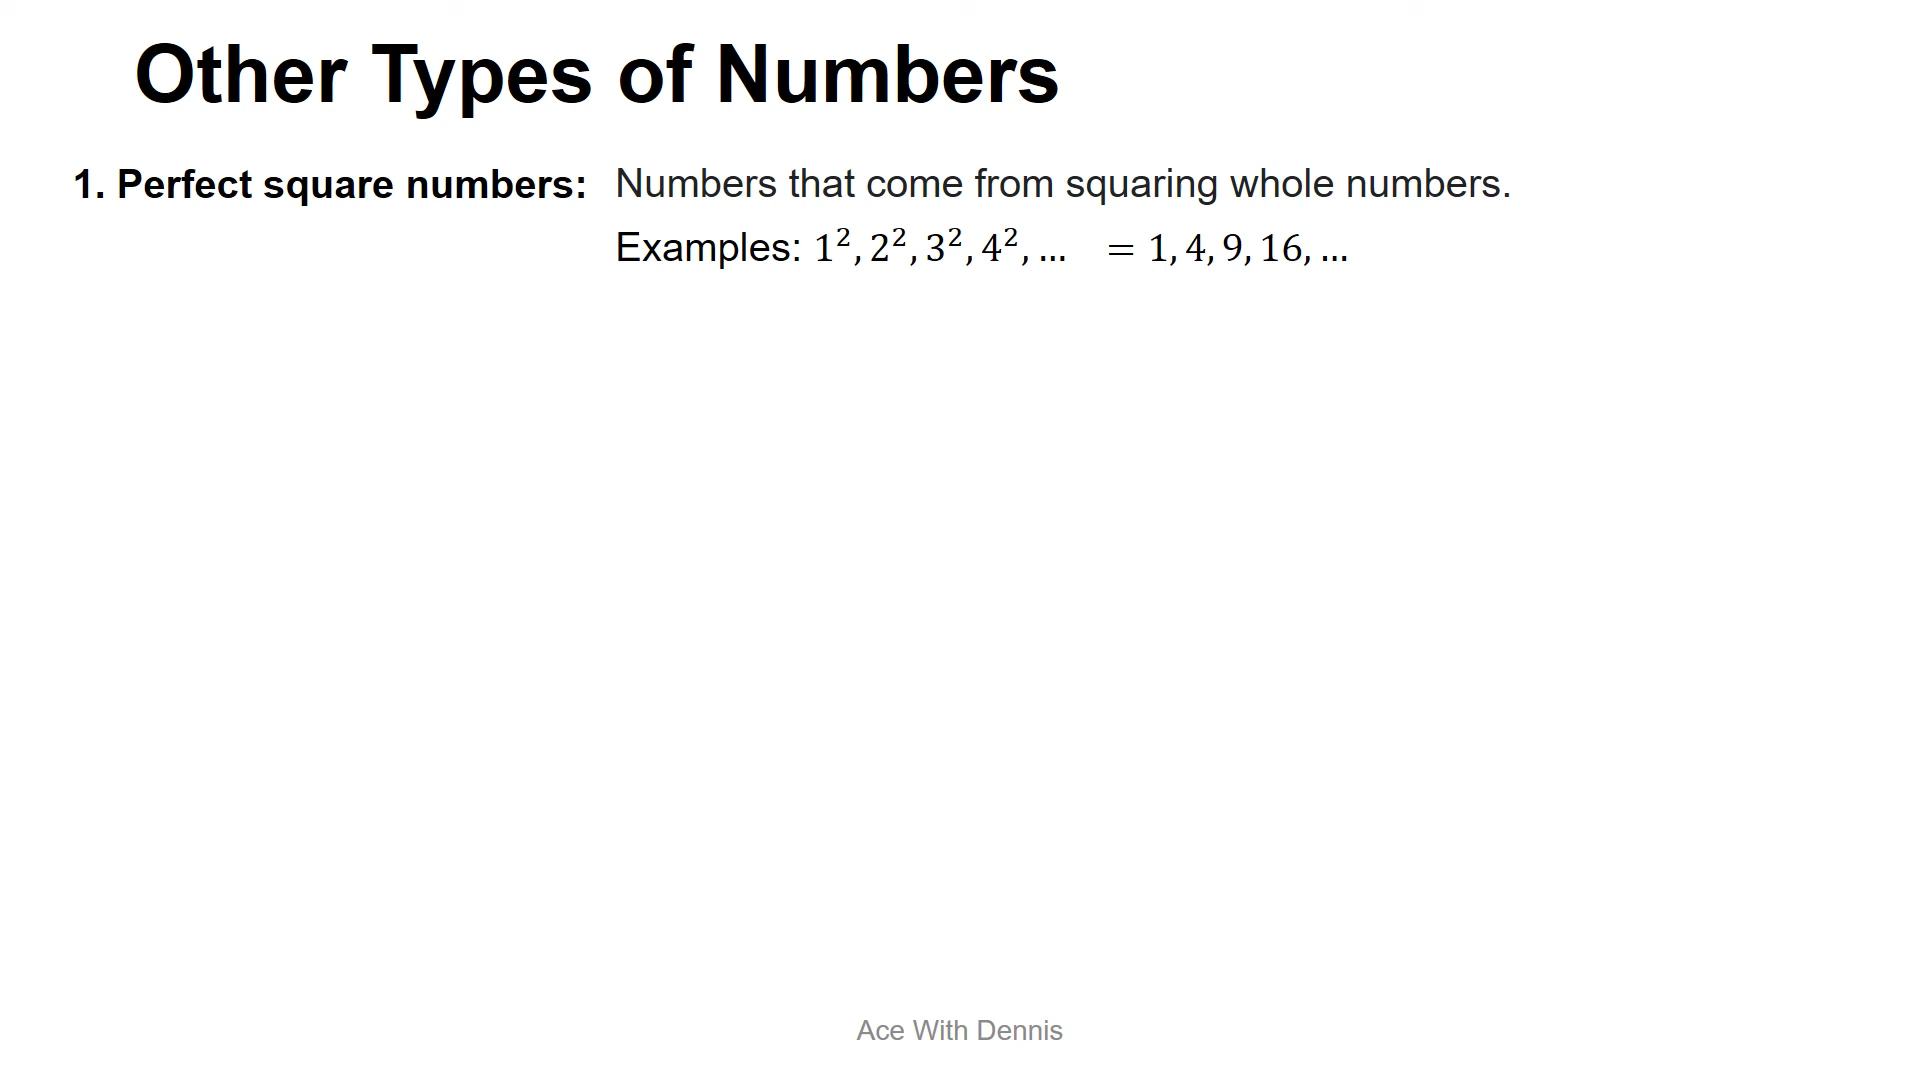 Other Types of Numbers
1. Perfect square numbers: Numbers that come from squaring whole numbers.
Examples: 1², 2², 3², 4², … = 1, 4, 9, 16, …
Ace With Dennis